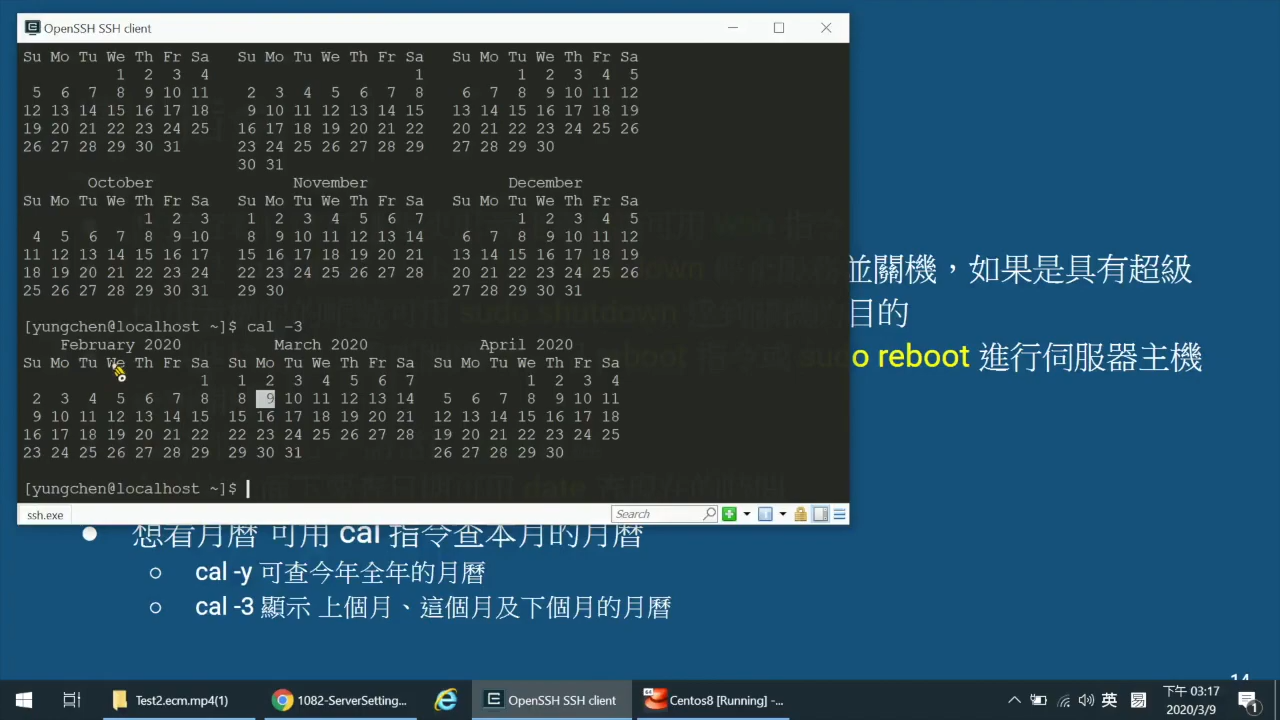 OpenSSH SSH client
Su Mo Tu We Th Fr Sa   Su Mo Tu We Th Fr Sa   Su Mo Tu We Th Fr Sa
          1  2  3  4                     1          1  2  3  4  5
 5  6  7  8  9 10 11    2  3  4  5  6  7  8    6  7  8  9 10 11 12
12 13 14 15 16 17 18    9 10 11 12 13 14 15   13 14 15 16 17 18 19
19 20 21 22 23 24 25   16 17 18 19 20 21 22   20 21 22 23 24 25 26
26 27 28 29 30 31      23 24 25 26 27 28 29   27 28 29 30
                       30 31
October November December
Su Mo Tu We Th Fr Sa   Su Mo Tu We Th Fr Sa   Su Mo Tu We Th Fr Sa
             1  2  3    1  2  3  4  5  6  7          1  2  3  4  5
 4  5  6  7  8  9 10    8  9 10 11 12 13 14    6  7  8  9 10 11 12
11 12 13 14 15 16 17   15 16 17 18 19 20 21   13 14 15 16 17 18 19
18 19 20 21 22 23 24   22 23 24 25 26 27 28   20 21 22 23 24 25 26
25 26 27 28 29 30 31   29 30                  27 28 29 30 31
[yungchen@localhost ~]$ cal -3
February 2020 March 2020 April 2020
Su Mo Tu We Th Fr Sa  Su Mo Tu We Th Fr Sa  Su Mo Tu We Th Fr Sa
                   1   1  2  3  4  5  6  7            1  2  3  4
 2  3  4  5  6  7  8   8  9 10 11 12 13 14   5  6  7  8  9 10 11
 9 10 11 12 13 14 15  15 16 17 18 19 20 21  12 13 14 15 16 17 18
16 17 18 19 20 21 22  22 23 24 25 26 27 28  19 20 21 22 23 24 25
23 24 25 26 27 28 29  29 30 31              26 27 28 29 30
[yungchen@localhost ~]$
ssh.exe Search
並關機，如果是具有超級
目的
sudo reboot 進行伺服器主機
想看月曆 可用 cal 指令查本月的月曆
cal -y 可查今年全年的月曆
cal -3 顯示 上個月、這個月及下個月的月曆
14
Test2.ecm.mp4(1) 1082-ServerSetting... OpenSSH SSH client Centos8 [Running] -... 英 下午 03:17
2020/3/9 1